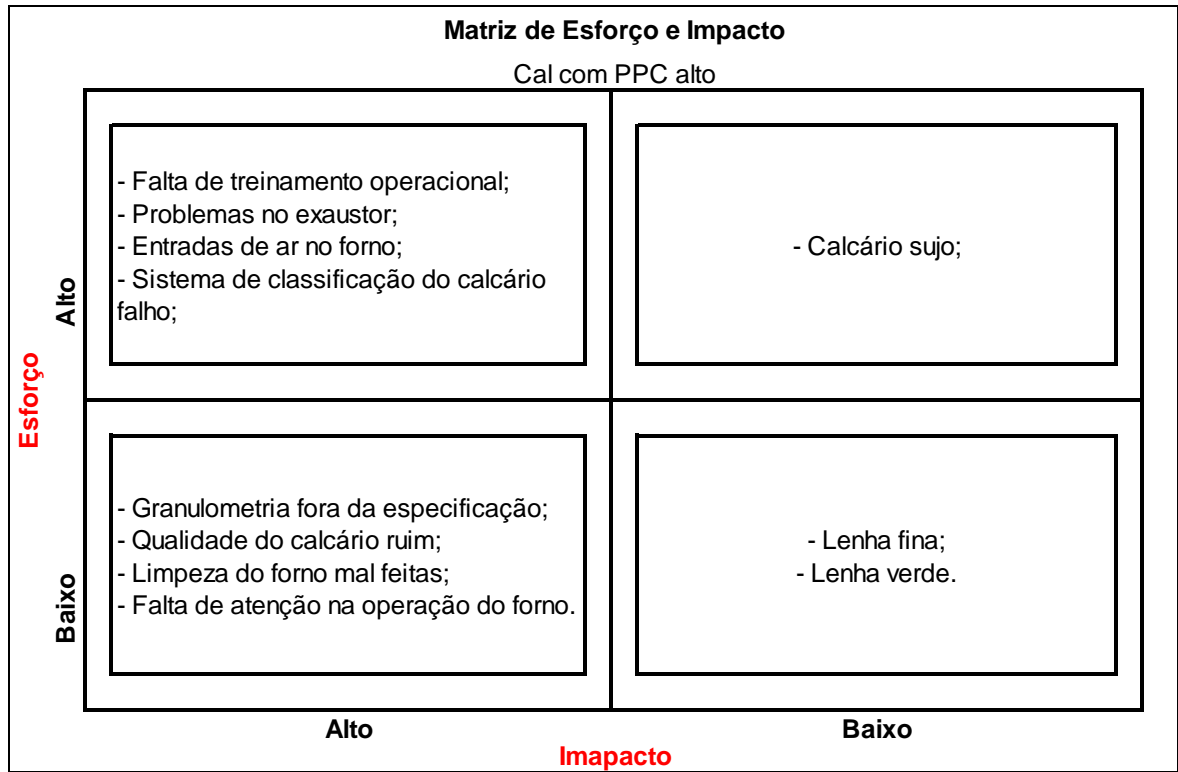 Matriz de Esforço e Impacto
Cal com PPC alto
Esforço
Alto
- Falta de treinamento operacional;
- Problemas no exaustor;
- Entradas de ar no forno;
- Sistema de classificação do calcário
falho;
- Calcário sujo;
Baixo
- Granulometria fora da especificação;
- Qualidade do calcário ruim;
- Limpeza do forno mal feitas;
- Falta de atenção na operação do forno.
- Lenha fina;
- Lenha verde.
Alto
Baixo
Imapacto